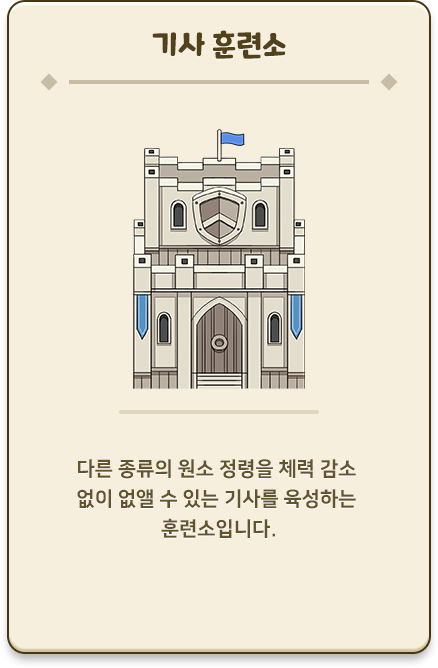 기사 훈련소
다른 종류의 원소 정령을 체력 감소
없이 없앨 수 있는 기사를 육성하는
훈련소입니다.